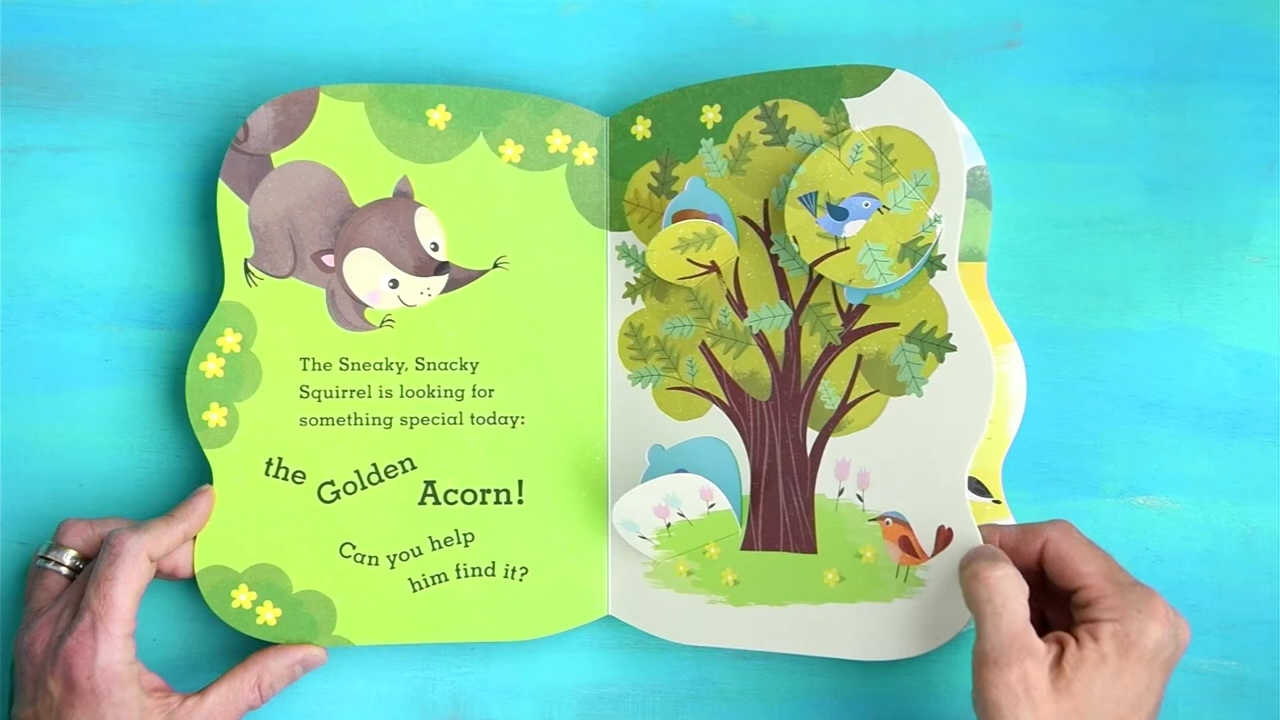 The Sneaky, Snacky
Squirrel is looking for
something special today:
the Golden Acorn!
Can you help
him find it?